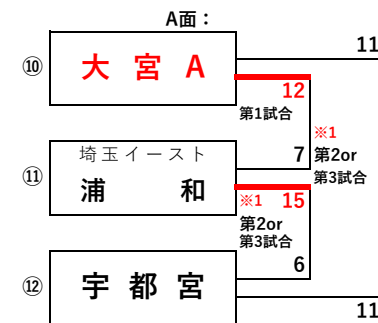 A面：
11
⑩ 大宮A
12
第1試合
※1
7 第2or
第3試合
埼玉イースト
⑪ 浦和
※1 15
第2or
第3試合
6
⑫ 宇都宮
11